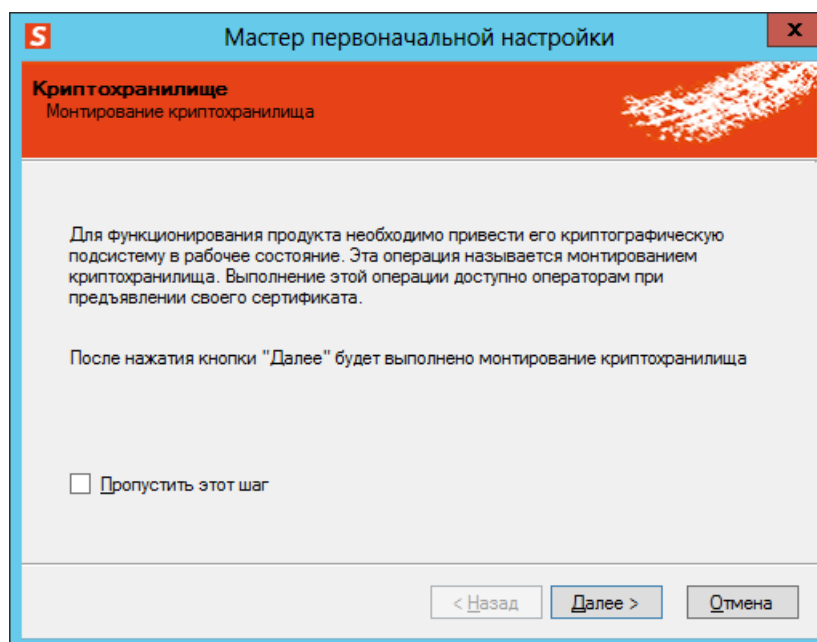 S
Мастер первоначальной настройки
x
Криптохранилище
Монтирование криптохранилища
Для функционирования продукта необходимо привести его криптографическую
подсистему в рабочее состояние. Эта операция называется монтированием
криптохранилища. Выполнение этой операции доступно операторам при
предъявлении своего сертификата.
После нажатия кнопки "Далее" будет выполнено монтирование криптохранилища
Пропустить этот шаг
< Назад Далее > Отмена